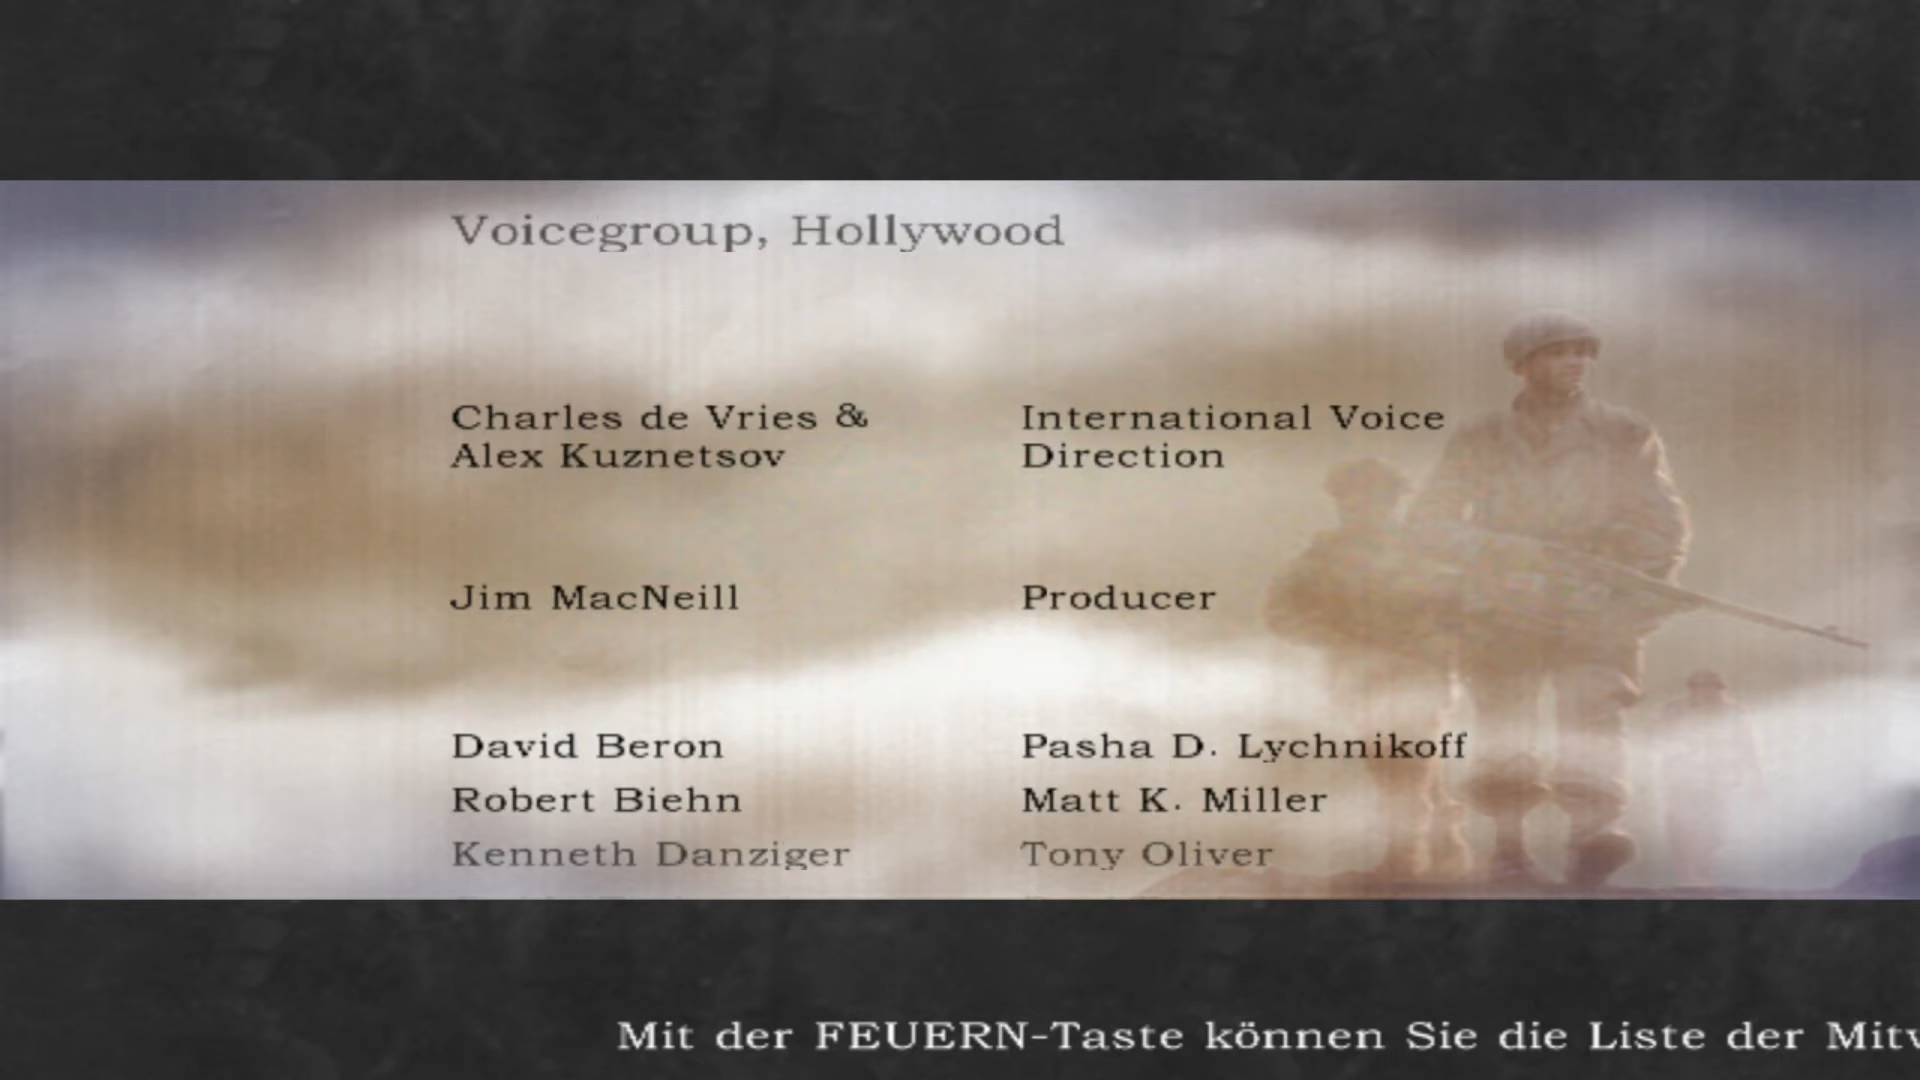 Voicegroup, Hollywood
Charles de Vries & International Voice
Alex Kuznetsov Direction
Jim MacNeill Producer
David Beron Pasha D. Lychnikoff
Robert Biehn Matt K. Miller
Kenneth Danziger Tony Oliver
Mit der FEUERN-Taste können Sie die Liste der